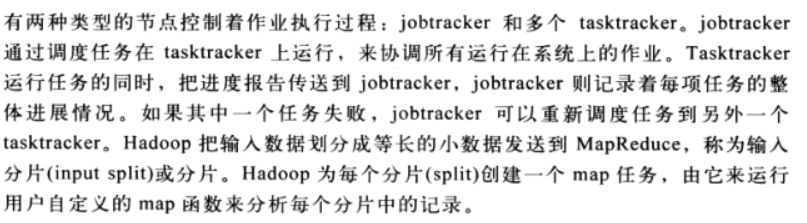 有两种类型的节点控制着作业执行过程：jobtracker 和多个 tasktracker。jobtracker
通过调度任务在 tasktracker 上运行，来协调所有运行在系统上的作业。Tasktracker
运行任务的同时，把进度报告传送到 jobtracker，jobtracker 则记录着每项任务的整
体进展情况。如果其中一个任务失败，jobtracker 可以重新调度任务到另外一个
tasktracker。Hadoop 把输入数据划分成等长的小数据发送到 MapReduce，称为输入
分片(input split)或分片。Hadoop 为每个分片(split)创建一个 map 任务，由它来运行
用户自定义的 map 函数来分析每个分片中的记录。